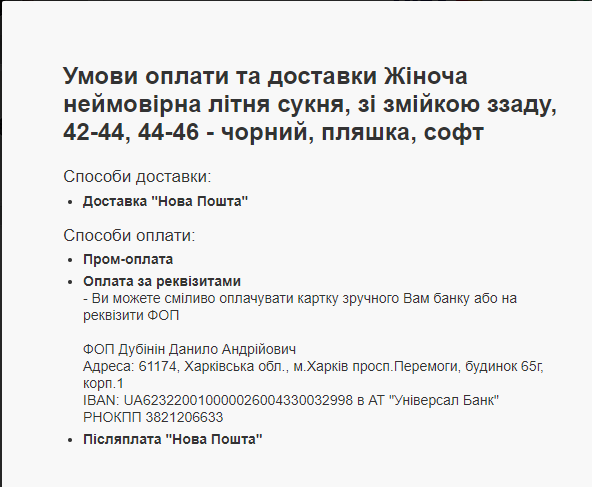 Умови оплати та доставки Жіноча
неймовірна літня сукня, зі змійкою ззаду,
42-44, 44-46 - чорний, пляшка, софт
Способи доставки:
• Доставка "Нова Пошта"
Способи оплати:
• Пром-оплата
• Оплата за реквізитами
- Ви можете сміливо оплачувати картку зручного Вам банку або на
реквізити ФОП
ФОП Дубінін Данило Андрійович
Адреса: 61174, Харківська обл., м.Харків просп.Перемоги, будинок 65г,
корп.1
IBAN: UA623220010000026004330032998 в АТ "Універсал Банк"
РНОКПП 3821206633
• Післяплата "Нова Пошта"